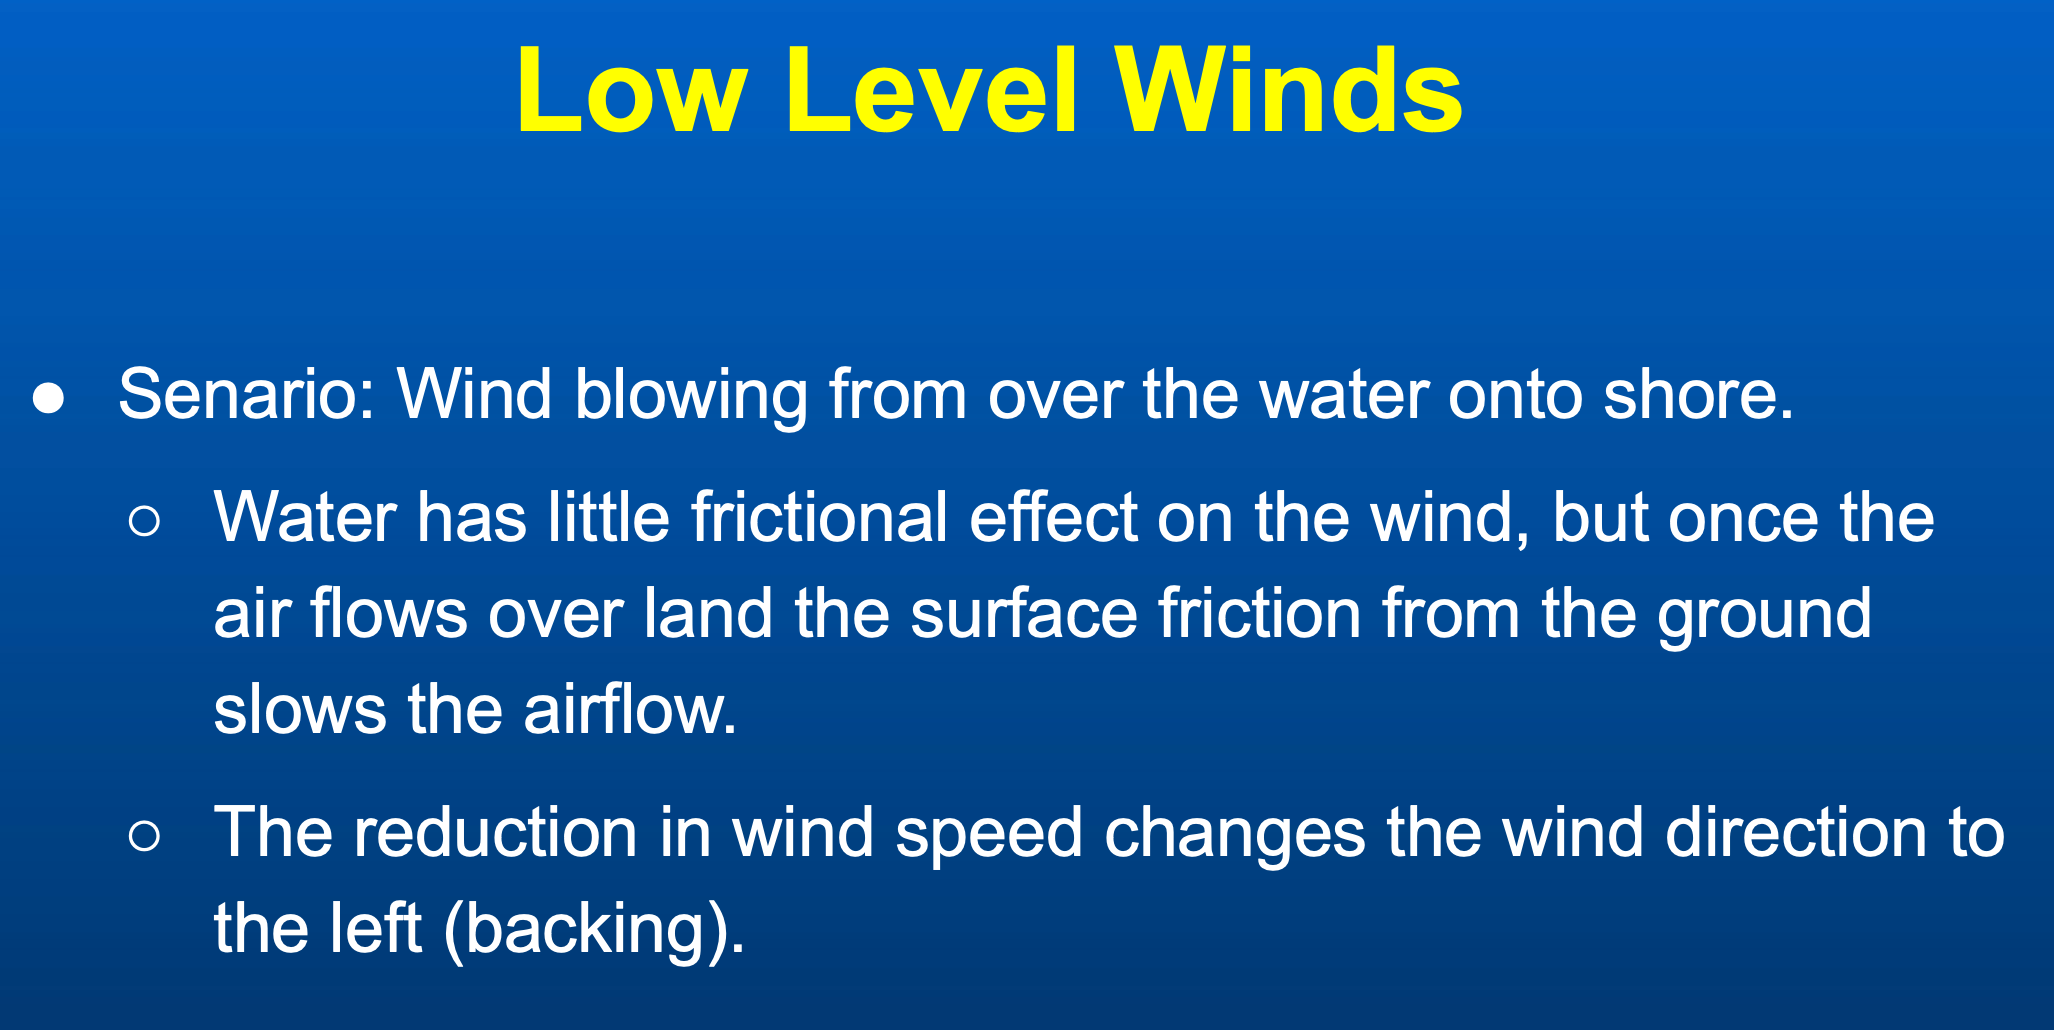 Low Level Winds
● Senario: Wind blowing from over the water onto shore.
○ Water has little frictional effect on the wind, but once the
air flows over land the surface friction from the ground
slows the airflow.
○ The reduction in wind speed changes the wind direction to
the left (backing).